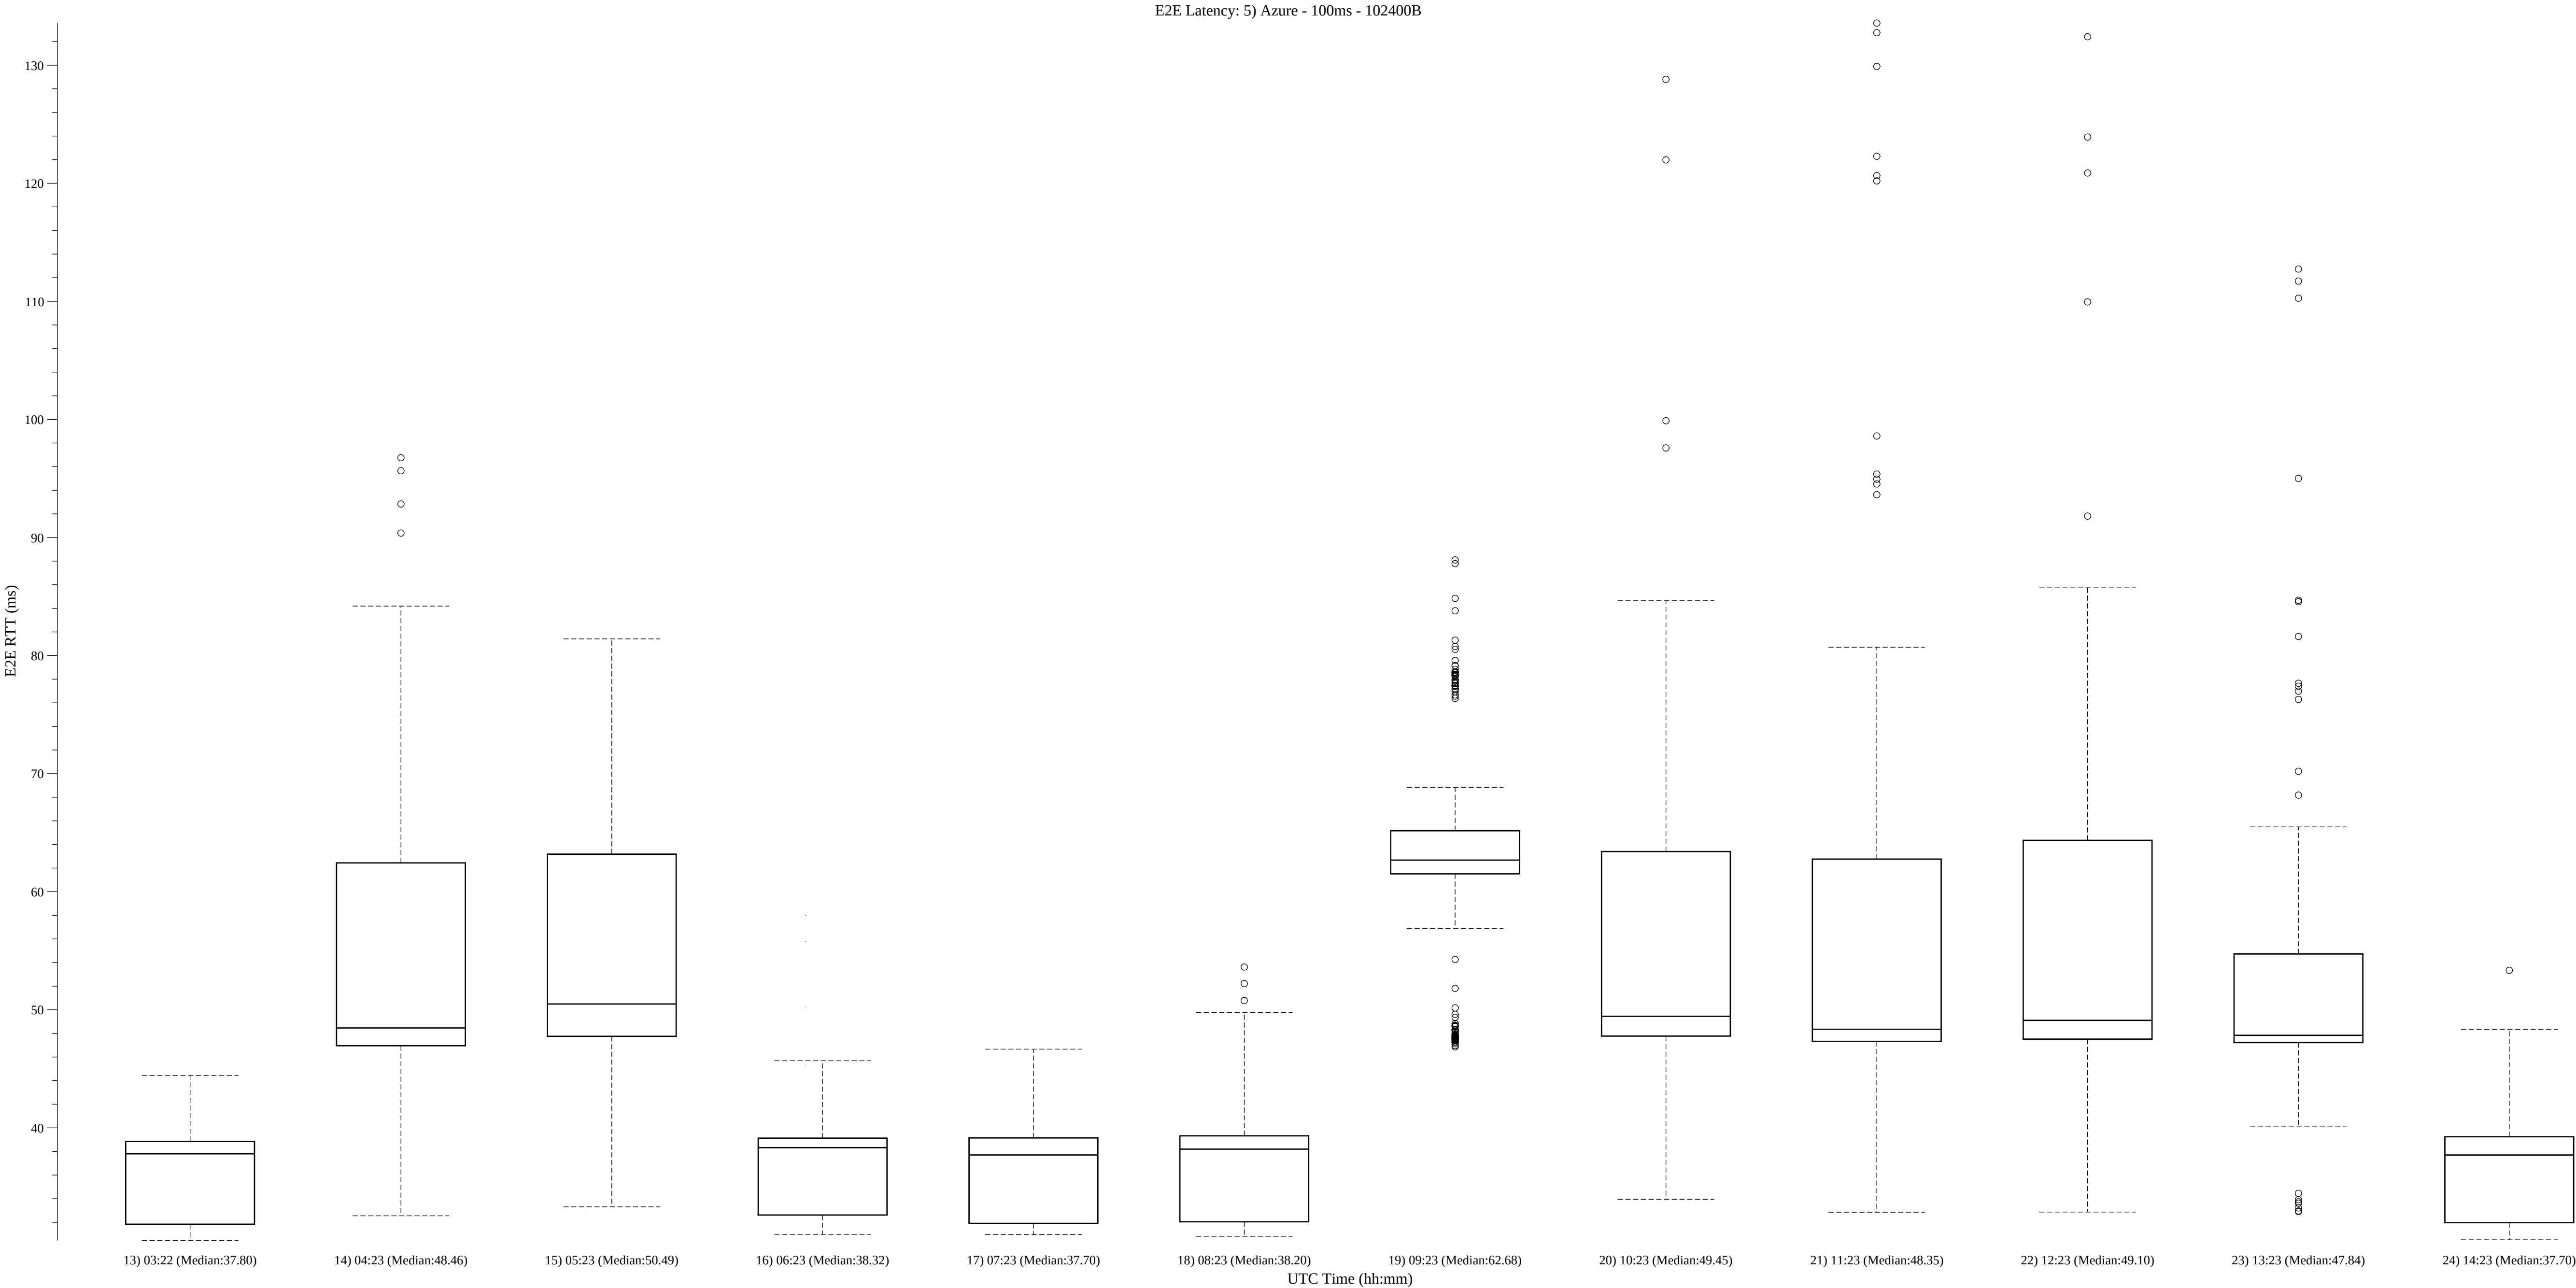 E2E Latency: 5) Azure - 100ms - 102400B
130
120
110
100
90
80
70
60
50
40
E2E RTT (ms)
13) 03:22 (Median:37.80) 14) 04:23 (Median:48.46) 15) 05:23 (Median:50.49) 16) 06:23 (Median:38.32) 17) 07:23 (Median:37.70) 18) 08:23 (Median:38.20) 19) 09:23 (Median:62.68) 20) 10:23 (Median:49.45) 21) 11:23 (Median:48.35) 22) 12:23 (Median:49.10) 23) 13:23 (Median:47.84) 24) 14:23 (Median:37.70)
UTC Time (hh:mm)